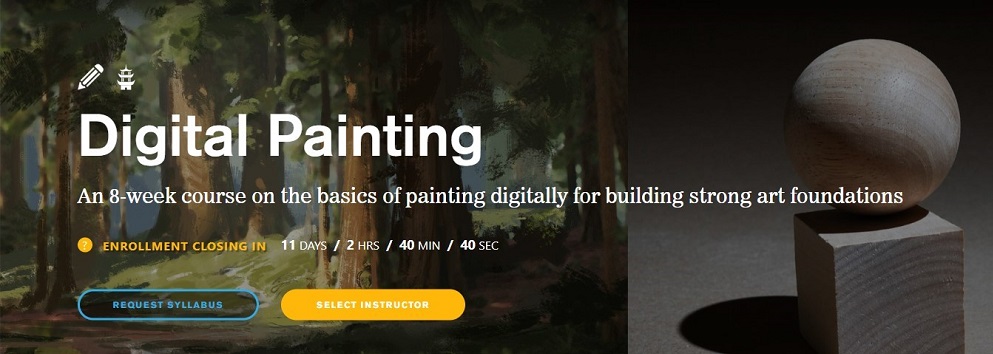 Digital Painting
An 8-week course on the basics of painting digitally for building strong art foundations
? ENROLLMENT CLOSING IN 11 DAYS / 2 HRS / 40 MIN / 40 SEC
REQUEST SYLLABUS SELECT INSTRUCTOR